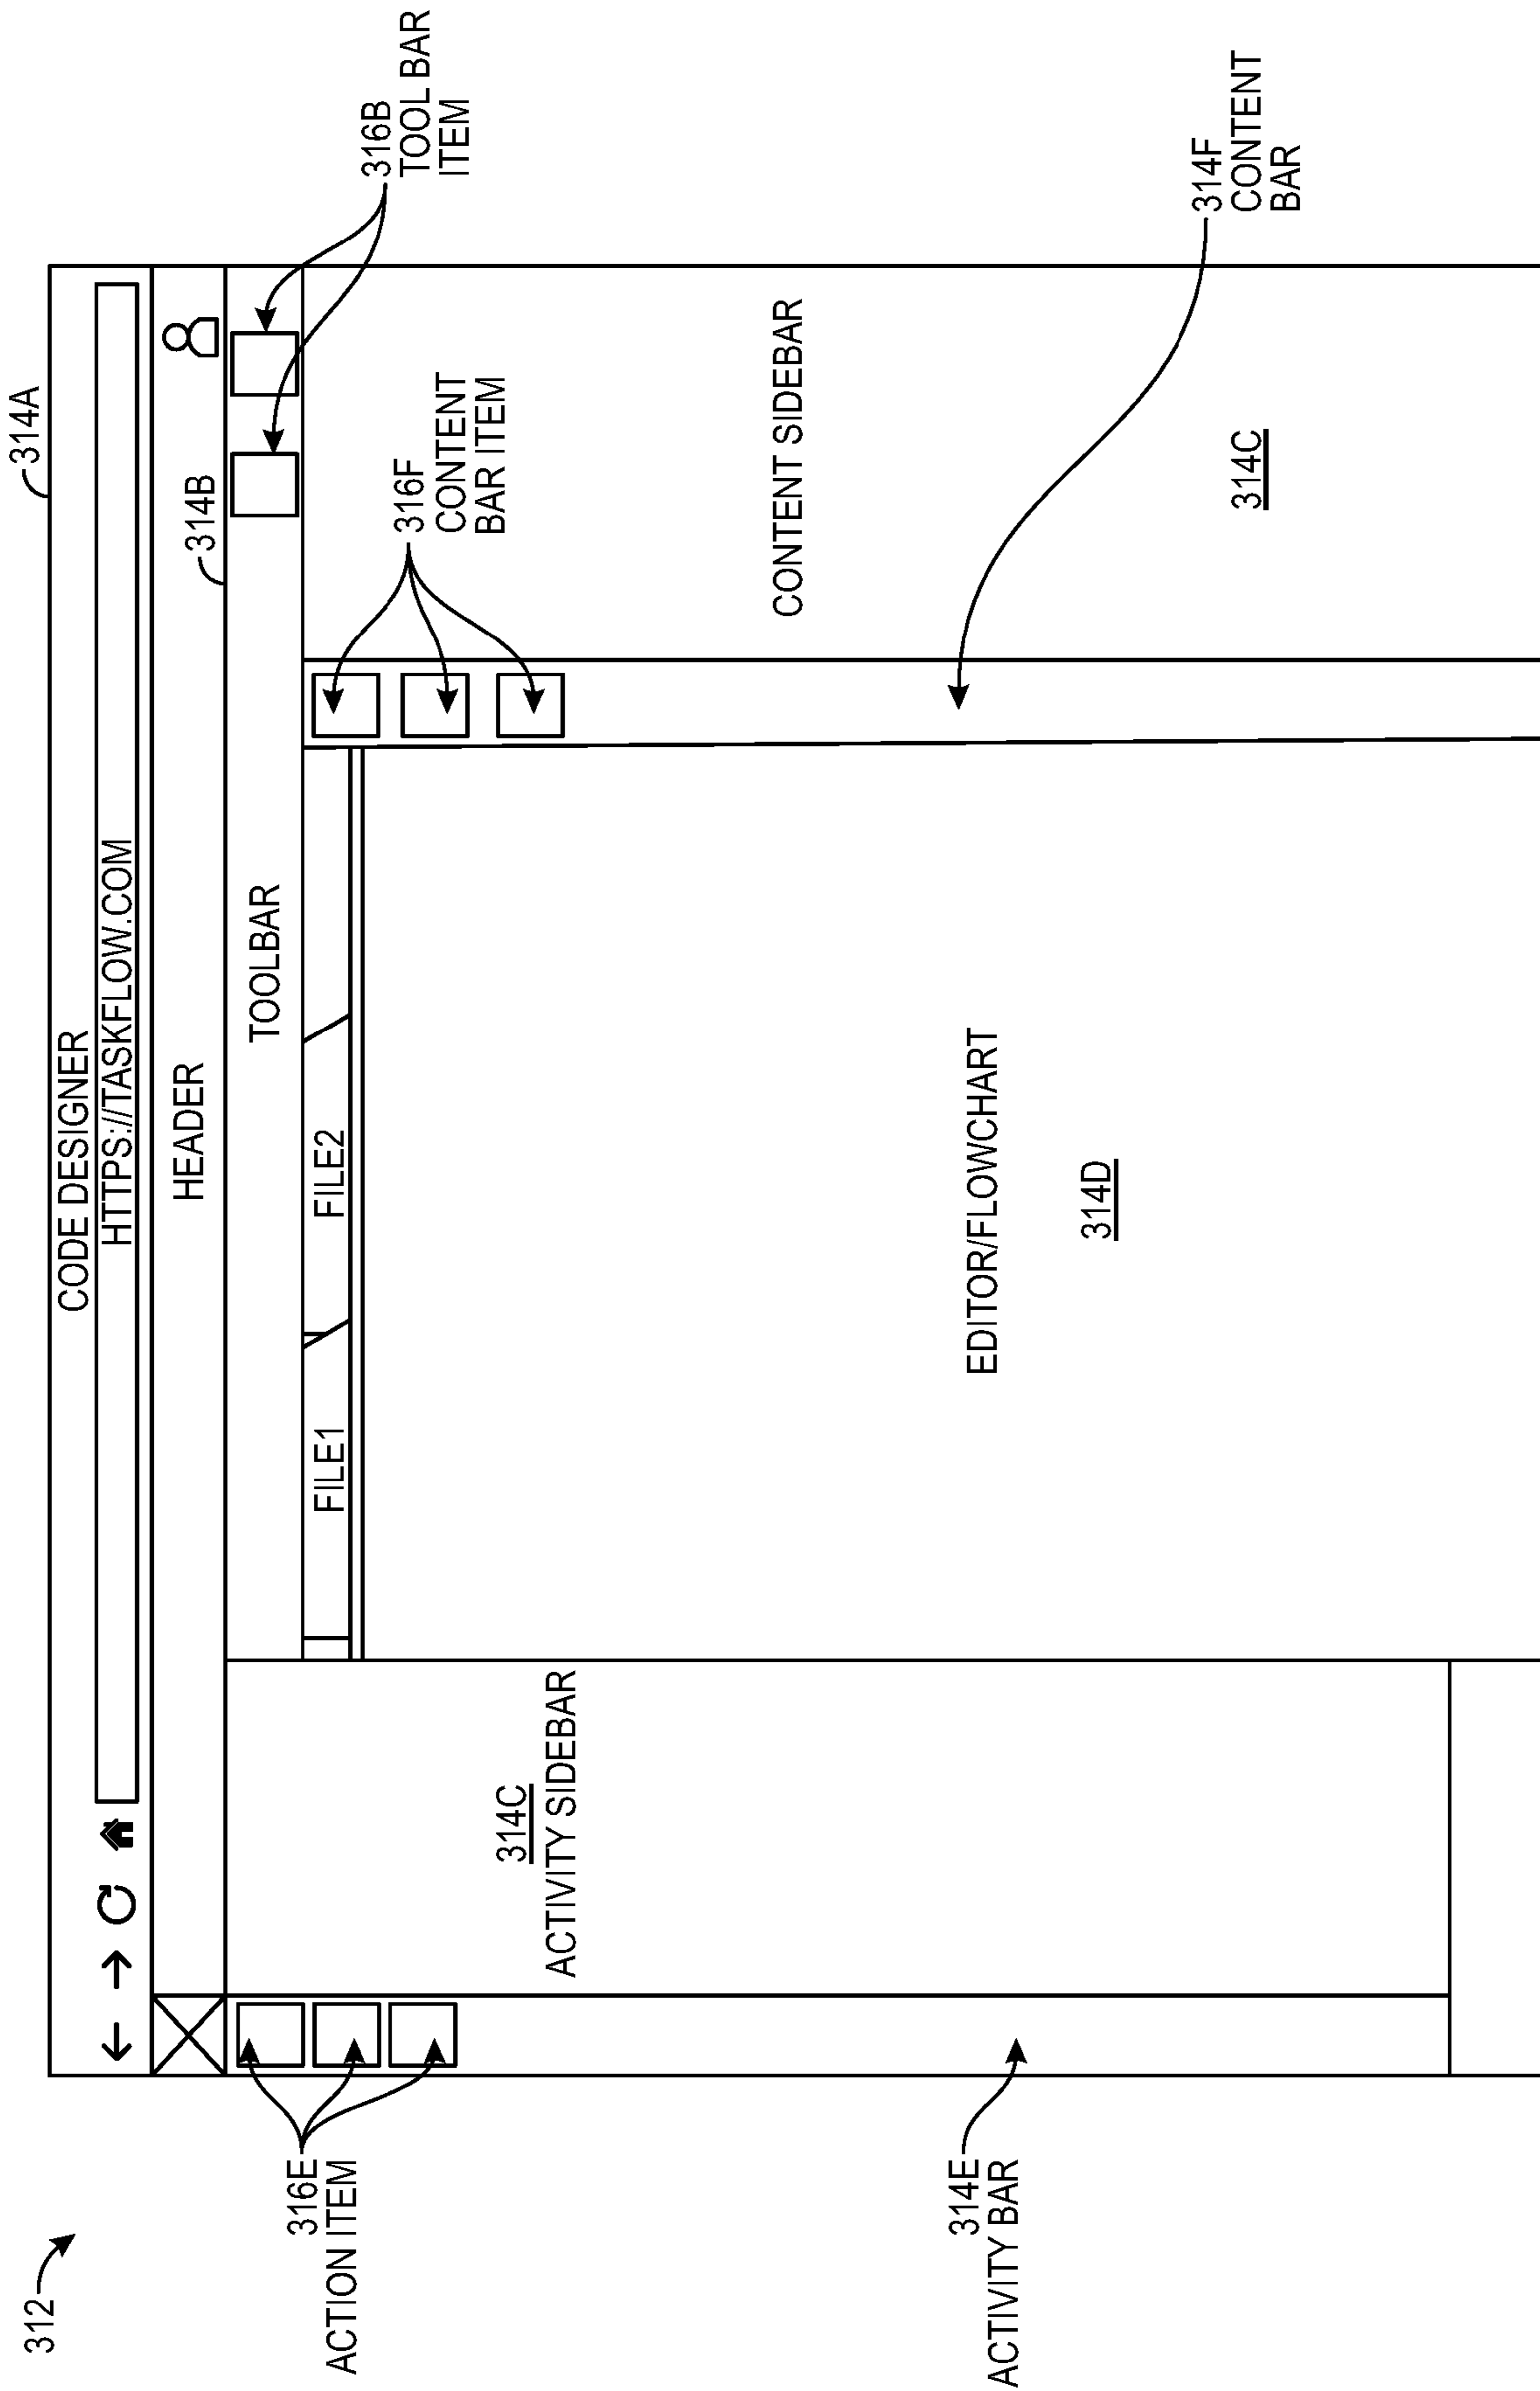 312
314A
CODE DESIGNER
HTTPS://TASKFLOW.COM
HEADER
314B
TOOLBAR
316B
TOOL BAR
ITEM
316E
ACTION ITEM
FILE1
FILE2
316F
CONTENT
BAR ITEM
314C
ACTIVITY SIDEBAR
CONTENT SIDEBAR
EDITOR/FLOWCHART
314D
314E
ACTIVITY BAR
314C
314F
CONTENT
BAR